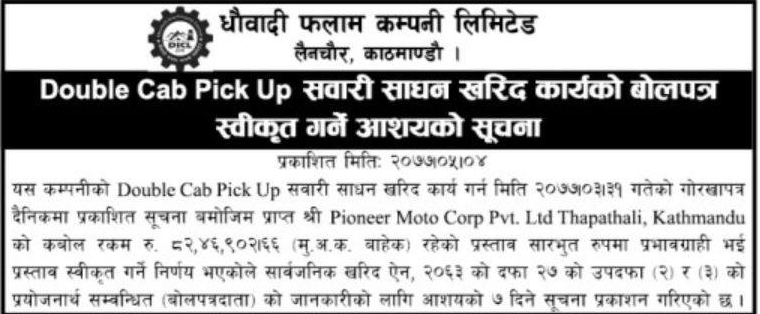 DICL
धौवादी फलाम कम्पनी लिमिटेड
लैनचौर, काठमाण्डौ ।
Double Cab Pick Up सवारी साधन खरिद कार्यको बोलपत्र
स्वीकृत गर्ने आशयको सूचना
प्रकाशित मितिः २०७७।०५।०४
यस कम्पनीको Double Cab Pick Up सवारी साधन खरिद कार्य गर्न मिति २०७७।०३।३१ गतेको गोरखापत्र
दैनिकमा प्रकाशित सूचना बमोजिम प्राप्त श्री Pioneer Moto Corp Pvt. Ltd Thapathali, Kathmandu
को कबोल रकम रु. ८२,४६,९०२।६६ (मु.अ.क. बाहेक) रहेको प्रस्ताव सारभुत रुपमा प्रभावग्राही भई
प्रस्ताव स्वीकृत गर्ने निर्णय भएकोले सार्वजनिक खरिद ऐन, २०६३ को दफा २७ को उपदफा (२) र (३) को
प्रयोजनार्थ सम्वन्धित (बोलपत्रदाता) को जानकारीको लागि आशयको ७ दिने सूचना प्रकाशन गरिएको छ ।